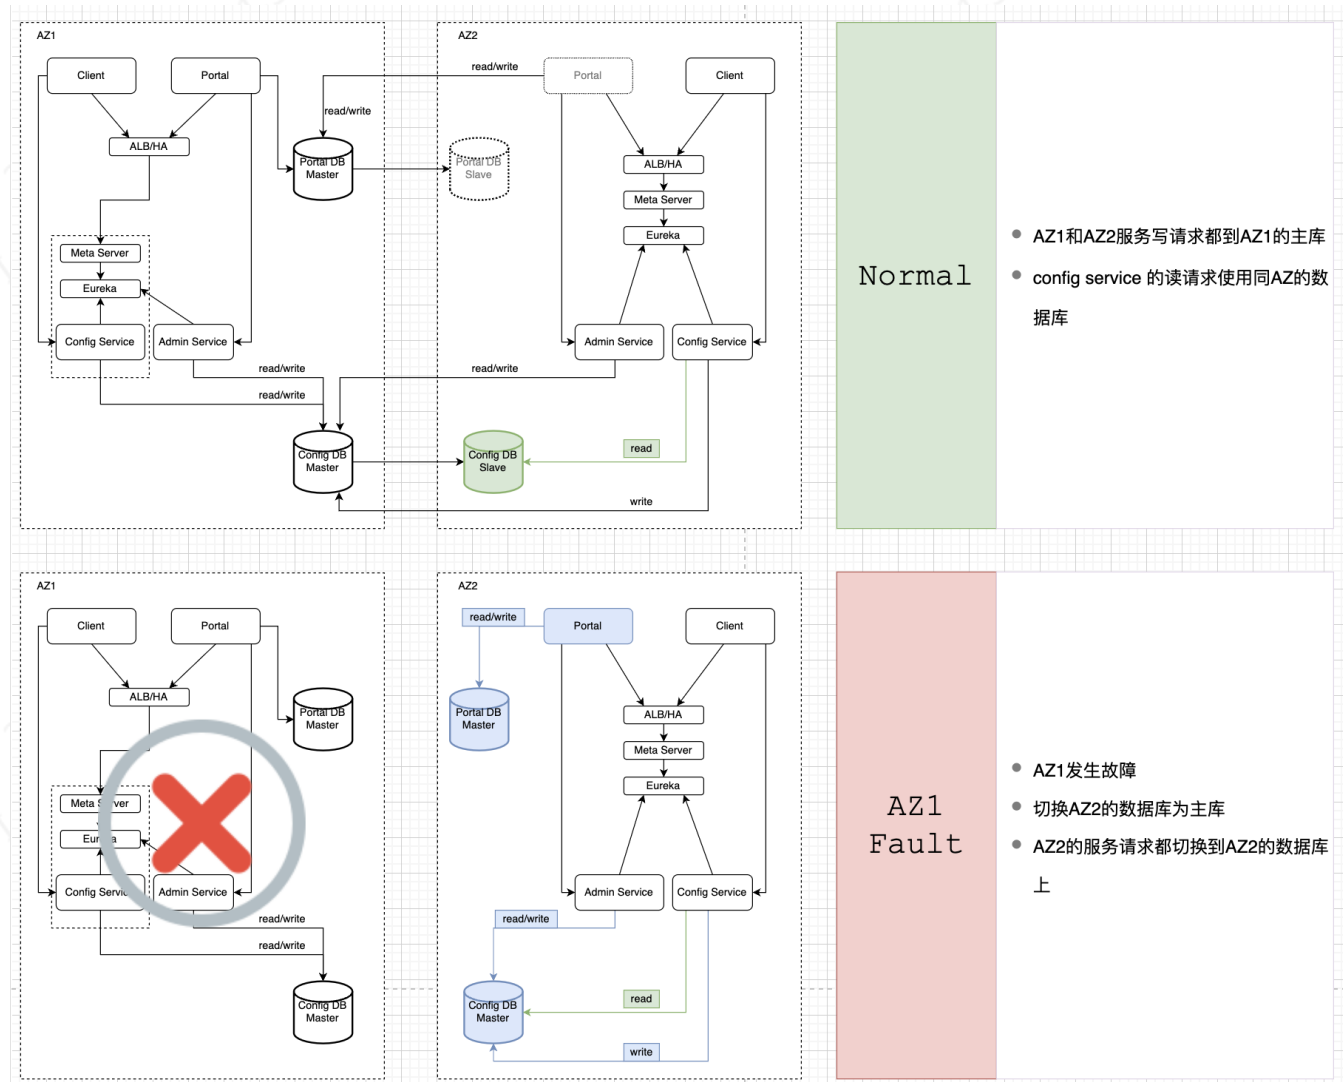 AZ1
Client
Portal
ALB/HA
Meta Server
Eureka
Config Service
Admin Service
read/write
read/write
read/write
Portal DB
Master
Config DB
Master
AZ2
read/write
Portal
Client
Portal DB
Slave
ALB/HA
Meta Server
Eureka
Admin Service
Config Service
read/write
Config DB
Slave
read
write
Normal
AZ1和AZ2服务写请求都到AZ1的主库
config service 的读请求使用同AZ的数
据库
AZ1
Client
Portal
ALB/HA
Portal DB
Master
Meta Server
Eureka
Config Service
Admin Service
read/write
read/write
Config DB
Master
AZ2
read/write
Portal
Client
Portal DB
Master
ALB/HA
Meta Server
Eureka
Admin Service
Config Service
read/write
Config DB
Master
read
write
AZ1
Fault
AZ1发生故障
切换AZ2的数据库为主库
AZ2的服务请求都切换到AZ2的数据库
上